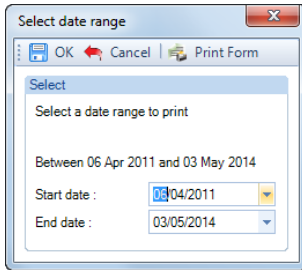 Select date range
OK Cancel Print Form
Select
Select a date range to print
Between 06 Apr 2011 and 03 May 2014
Start date : 06/04/2011
End date : 03/05/2014